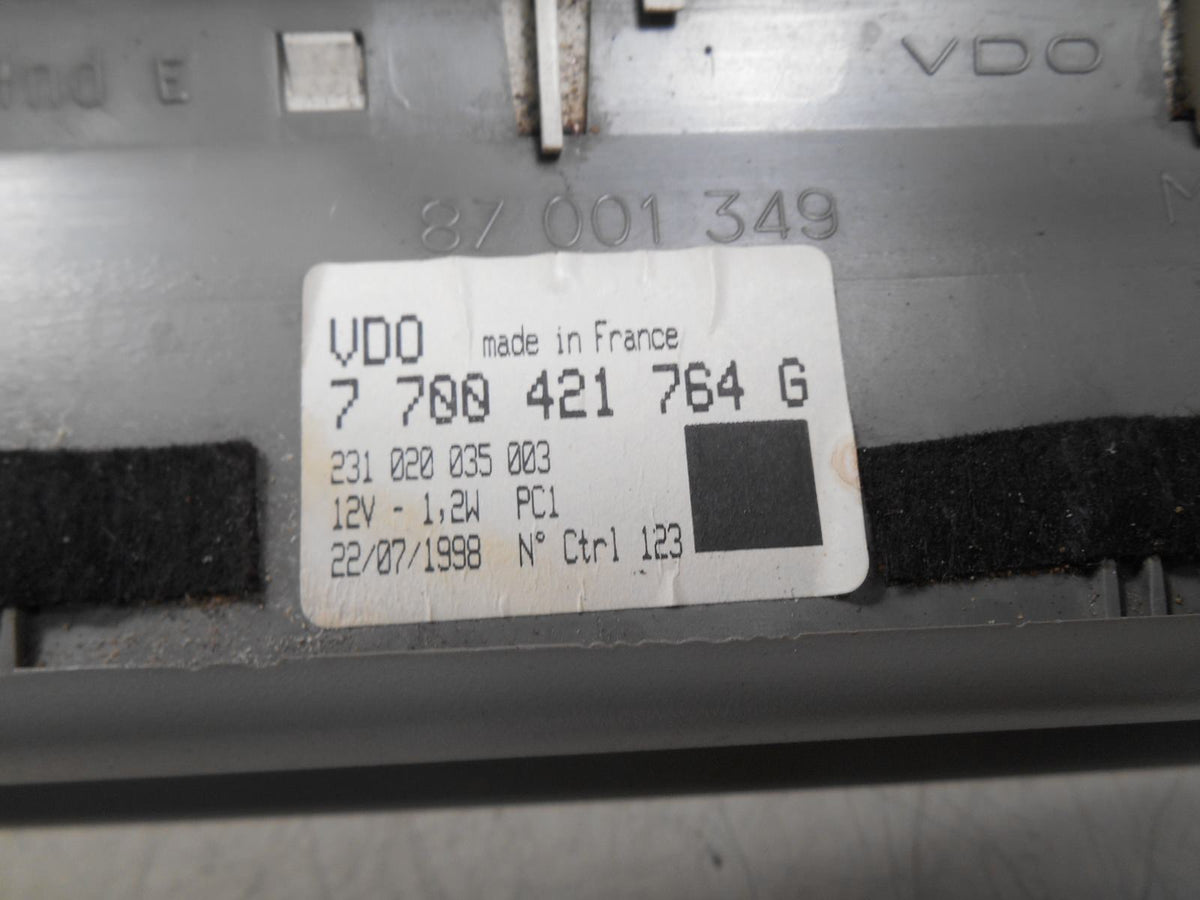 E
VDO
87 001 349
VDO made in France
7 700 421 764 G
231 020 035 003
12V - 1,2W PC1
22/07/1998 N° Ctrl 123